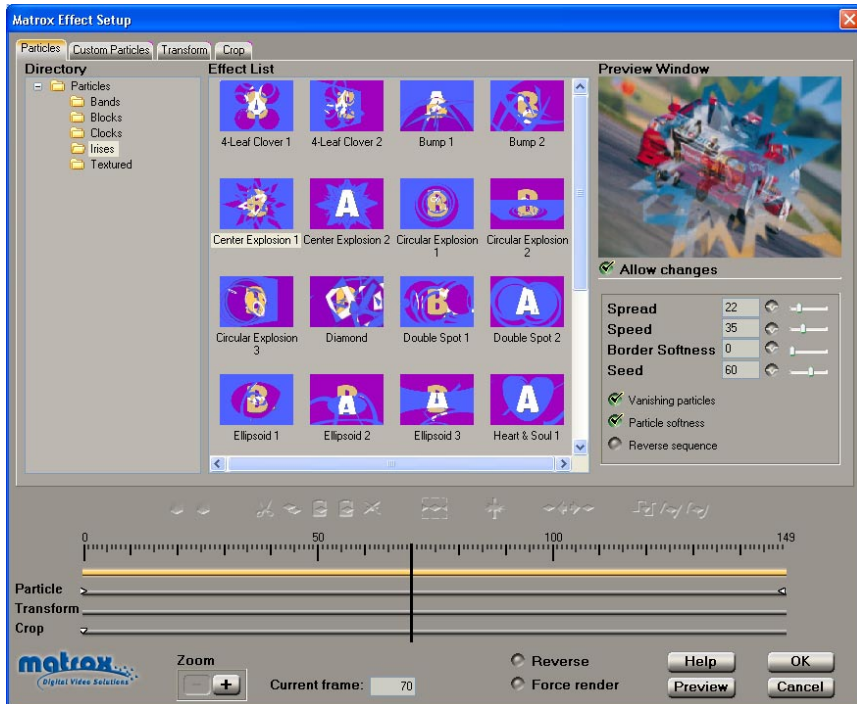 Matrox Effect Setup
Particles Custom Particles Transform Crop
Directory
Particles
Bands
Blocks
Clocks
Irises
Textured
Effect List
4-Leaf Clover 1
4-Leaf Clover 2
Bump 1
Bump 2
Center Explosion 1
Center Explosion 2
Circular Explosion
1
Circular Explosion
2
Circular Explosion
3
Diamond
Double Spot 1
Double Spot 2
Ellipsoid 1
Ellipsoid 2
Ellipsoid 3
Heart & Soul 1
Preview Window
Allow changes
Spread 22
Speed 35
Border Softness 0
Seed 60
Vanishing particles
Particle softness
Reverse sequence
0 50 100 149
Particle
Transform
Crop
matrox
Digital Video Solutions
Zoom
Current frame: 70
Reverse
Force render
Help
OK
Preview
Cancel